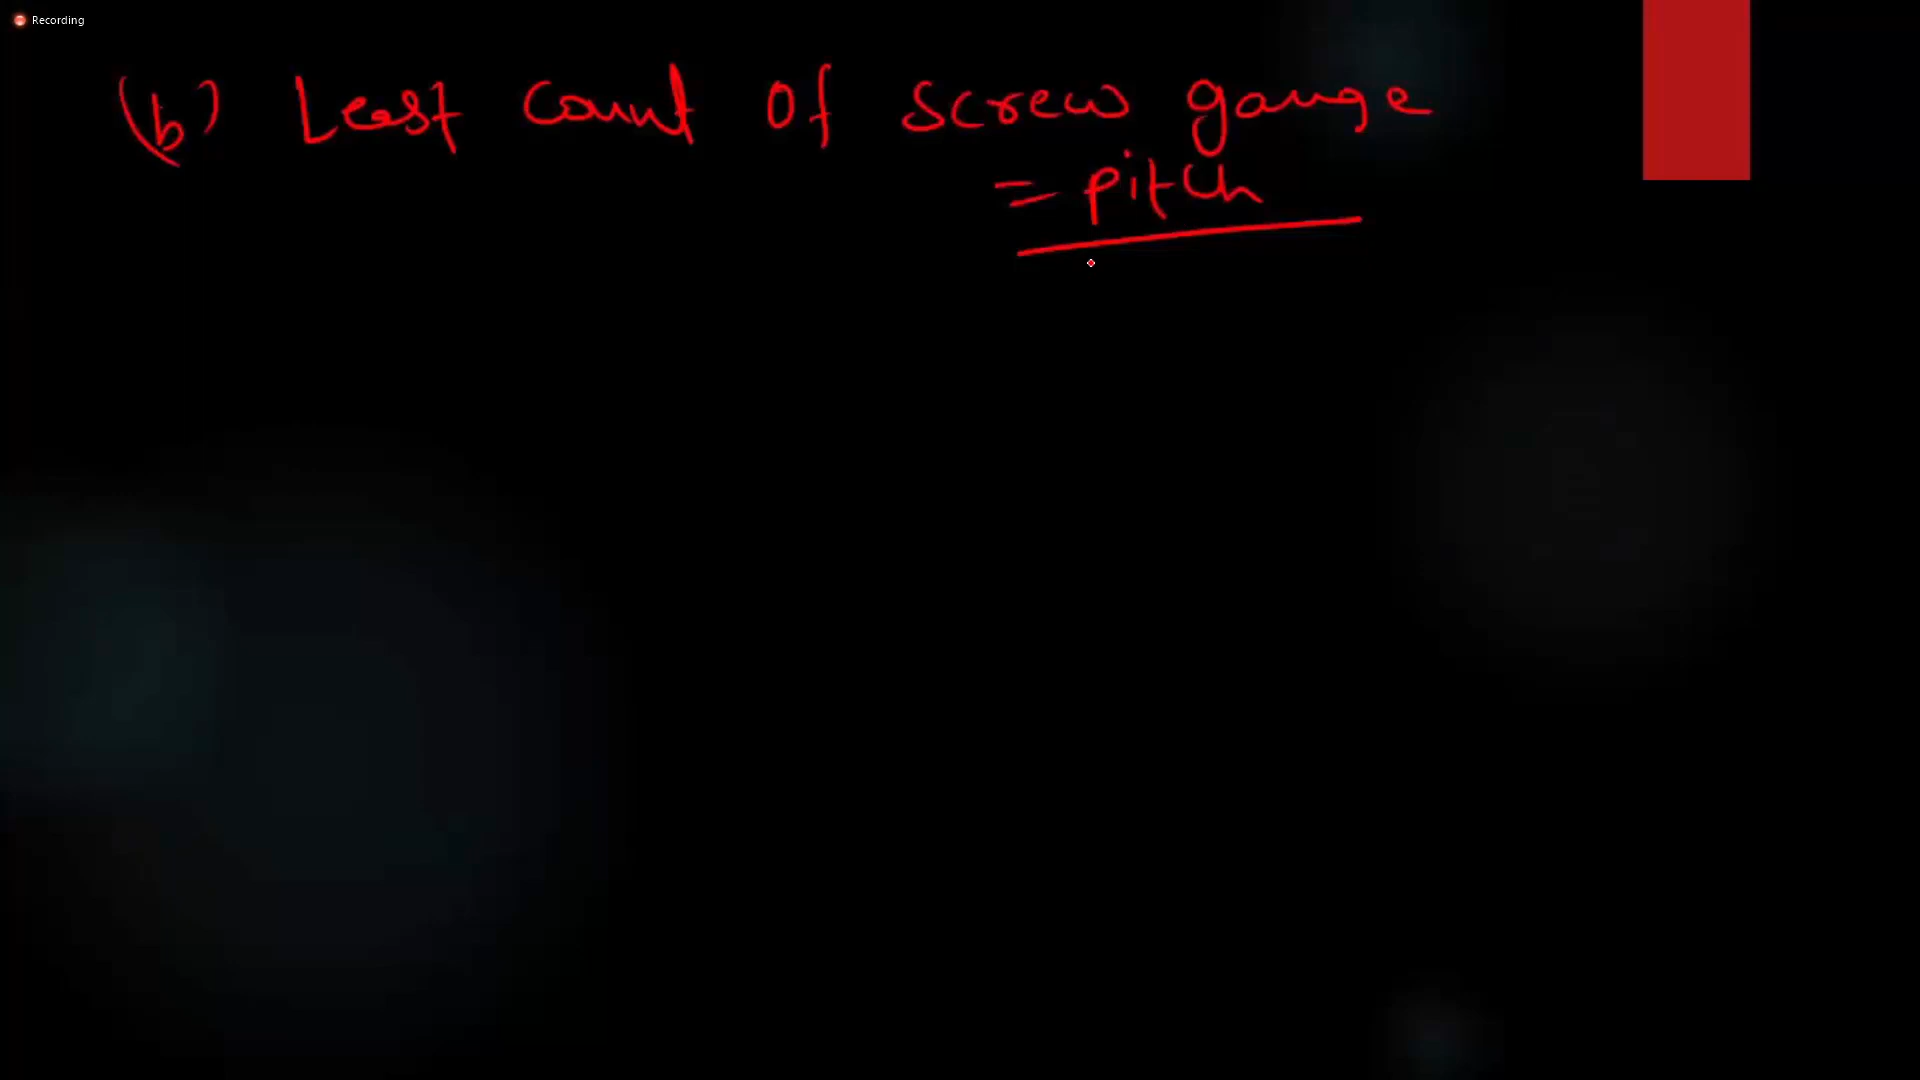 Recording
(b) Least count of screw gauge
= pitch